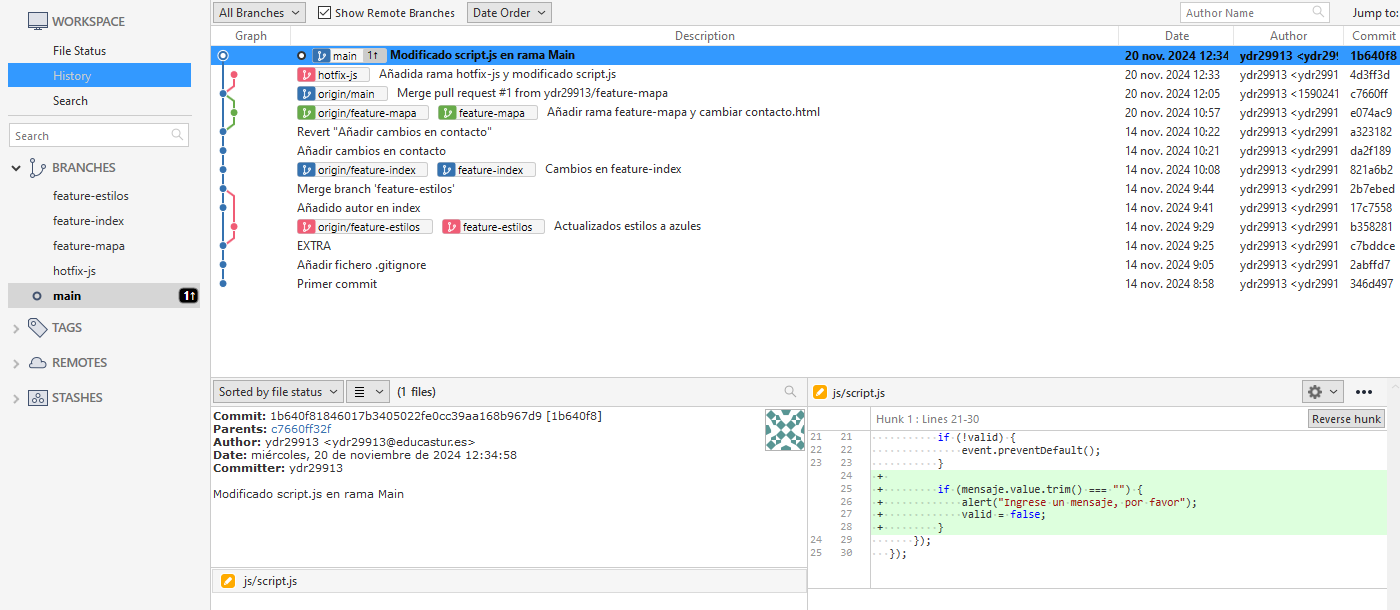 WORKSPACE
File Status
History
Search
Search
BRANCHES
feature-estilos
feature-index
feature-mapa
hotfix-js
main 1↑
TAGS
REMOTES
STASHES
All Branches Show Remote Branches Date Order Author Name Jump to:
Graph Description Date Author Commit
main 1↑ Modificado script.js en rama Main 20 nov. 2024 12:34 ydr29913 <ydr299 1b640f8
hotfix-js Añadida rama hotfix-js y modificado script.js 20 nov. 2024 12:33 ydr29913 <ydr2991 4d3ff3d
origin/main Merge pull request #1 from ydr29913/feature-mapa 20 nov. 2024 12:05 ydr29913 <1590241 c7660ff
origin/feature-mapa feature-mapa Añadir rama feature-mapa y cambiar contacto.html 20 nov. 2024 10:57 ydr29913 <ydr2991 e074ac9
Revert "Añadir cambios en contacto" 14 nov. 2024 10:22 ydr29913 <ydr2991 a323182
Añadir cambios en contacto 14 nov. 2024 10:21 ydr29913 <ydr2991 da2f189
origin/feature-index feature-index Cambios en feature-index 14 nov. 2024 10:08 ydr29913 <ydr2991 821a6b2
Merge branch 'feature-estilos' 14 nov. 2024 9:44 ydr29913 <ydr2991 2b7ebed
Añadido autor en index 14 nov. 2024 9:41 ydr29913 <ydr2991 17c7558
origin/feature-estilos feature-estilos Actualizados estilos a azules 14 nov. 2024 9:29 ydr29913 <ydr2991 b358281
EXTRA 14 nov. 2024 9:25 ydr29913 <ydr2991 c7bddce
Añadir fichero .gitignore 14 nov. 2024 9:05 ydr29913 <ydr2991 2abffd7
Primer commit 14 nov. 2024 8:58 ydr29913 <ydr2991 346d497
Sorted by file status (1 files)
Commit: 1b640f81846017b3405022fe0cc39aa168b967d9 [1b640f8]
Parents: c7660ff32f
Author: ydr29913 <ydr29913@educastur.es>
Date: miércoles, 20 de noviembre de 2024 12:34:58
Committer: ydr29913
Modificado script.js en rama Main
js/script.js
js/script.js
Hunk 1 : Lines 21-30 Reverse hunk
21 21 if (!valid) {
22 22 event.preventDefault();
23 23 }
24 +
25 + if (mensaje.value.trim() === "") {
26 + alert("Ingrese un mensaje, por favor");
27 + valid = false;
28 + }
24 29 });
25 30 });